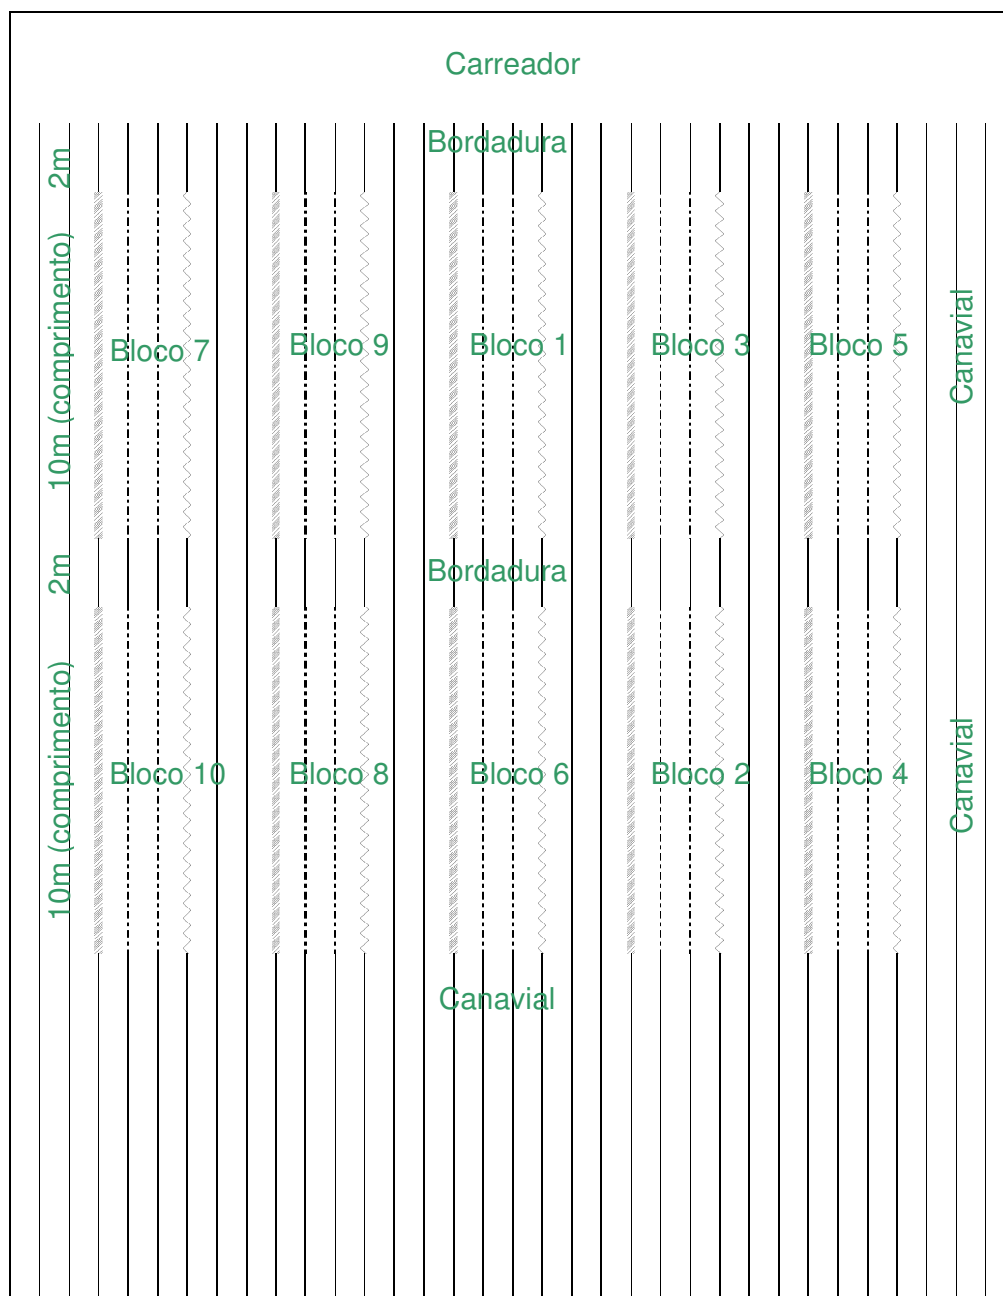 Carreador
Bordadura
2m
10m (comprimento)
Bloco 7
Bloco 9
Bloco 1
Bloco 3
Bloco 5
Canavial
2m
Bordadura
10m (comprimento)
Bloco 10
Bloco 8
Bloco 6
Bloco 2
Bloco 4
Canavial
Canavial